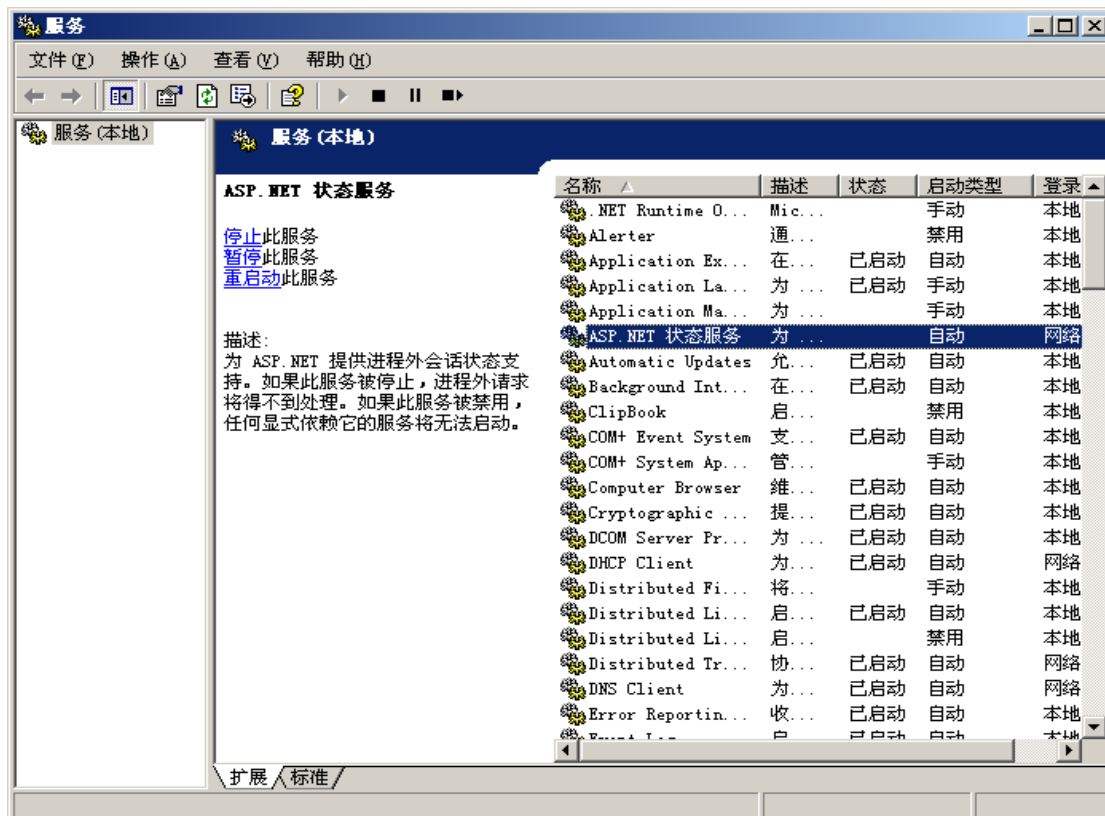 服务
文件(F) 操作(A) 查看(V) 帮助(H)
服务(本地)
服务(本地)
ASP.NET 状态服务
停止此服务
暂停此服务
重启动此服务
描述:
为 ASP.NET 提供进程外会话状态支
持。如果此服务被停止，进程外请求
将得不到处理。如果此服务被禁用，
任何显式依赖它的服务将无法启动。
名称 描述 状态 启动类型 登录
.NET Runtime O... Mic... 手动 本地
Alerter 通... 禁用 本地
Application Ex... 在... 已启动 自动 本地
Application La... 为 ... 已启动 手动 本地
Application Ma... 为 ... 手动 本地
ASP.NET 状态服务 为 ... 自动 网络
Automatic Updates 允... 已启动 自动 本地
Background Int... 在... 已启动 自动 本地
ClipBook 启... 禁用 本地
COM+ Event System 支... 已启动 自动 本地
COM+ System Ap... 管... 手动 本地
Computer Browser 维... 已启动 自动 本地
Cryptographic ... 提... 已启动 自动 本地
DCOM Server Pr... 为 ... 已启动 自动 本地
DHCP Client 为... 已启动 自动 网络
Distributed Fi... 将... 手动 本地
Distributed Li... 启... 已启动 自动 本地
Distributed Li... 启... 禁用 本地
Distributed Tr... 协... 已启动 自动 网络
DNS Client 为... 已启动 自动 网络
Error Reportin... 收... 已启动 自动 本地
扩展 标准